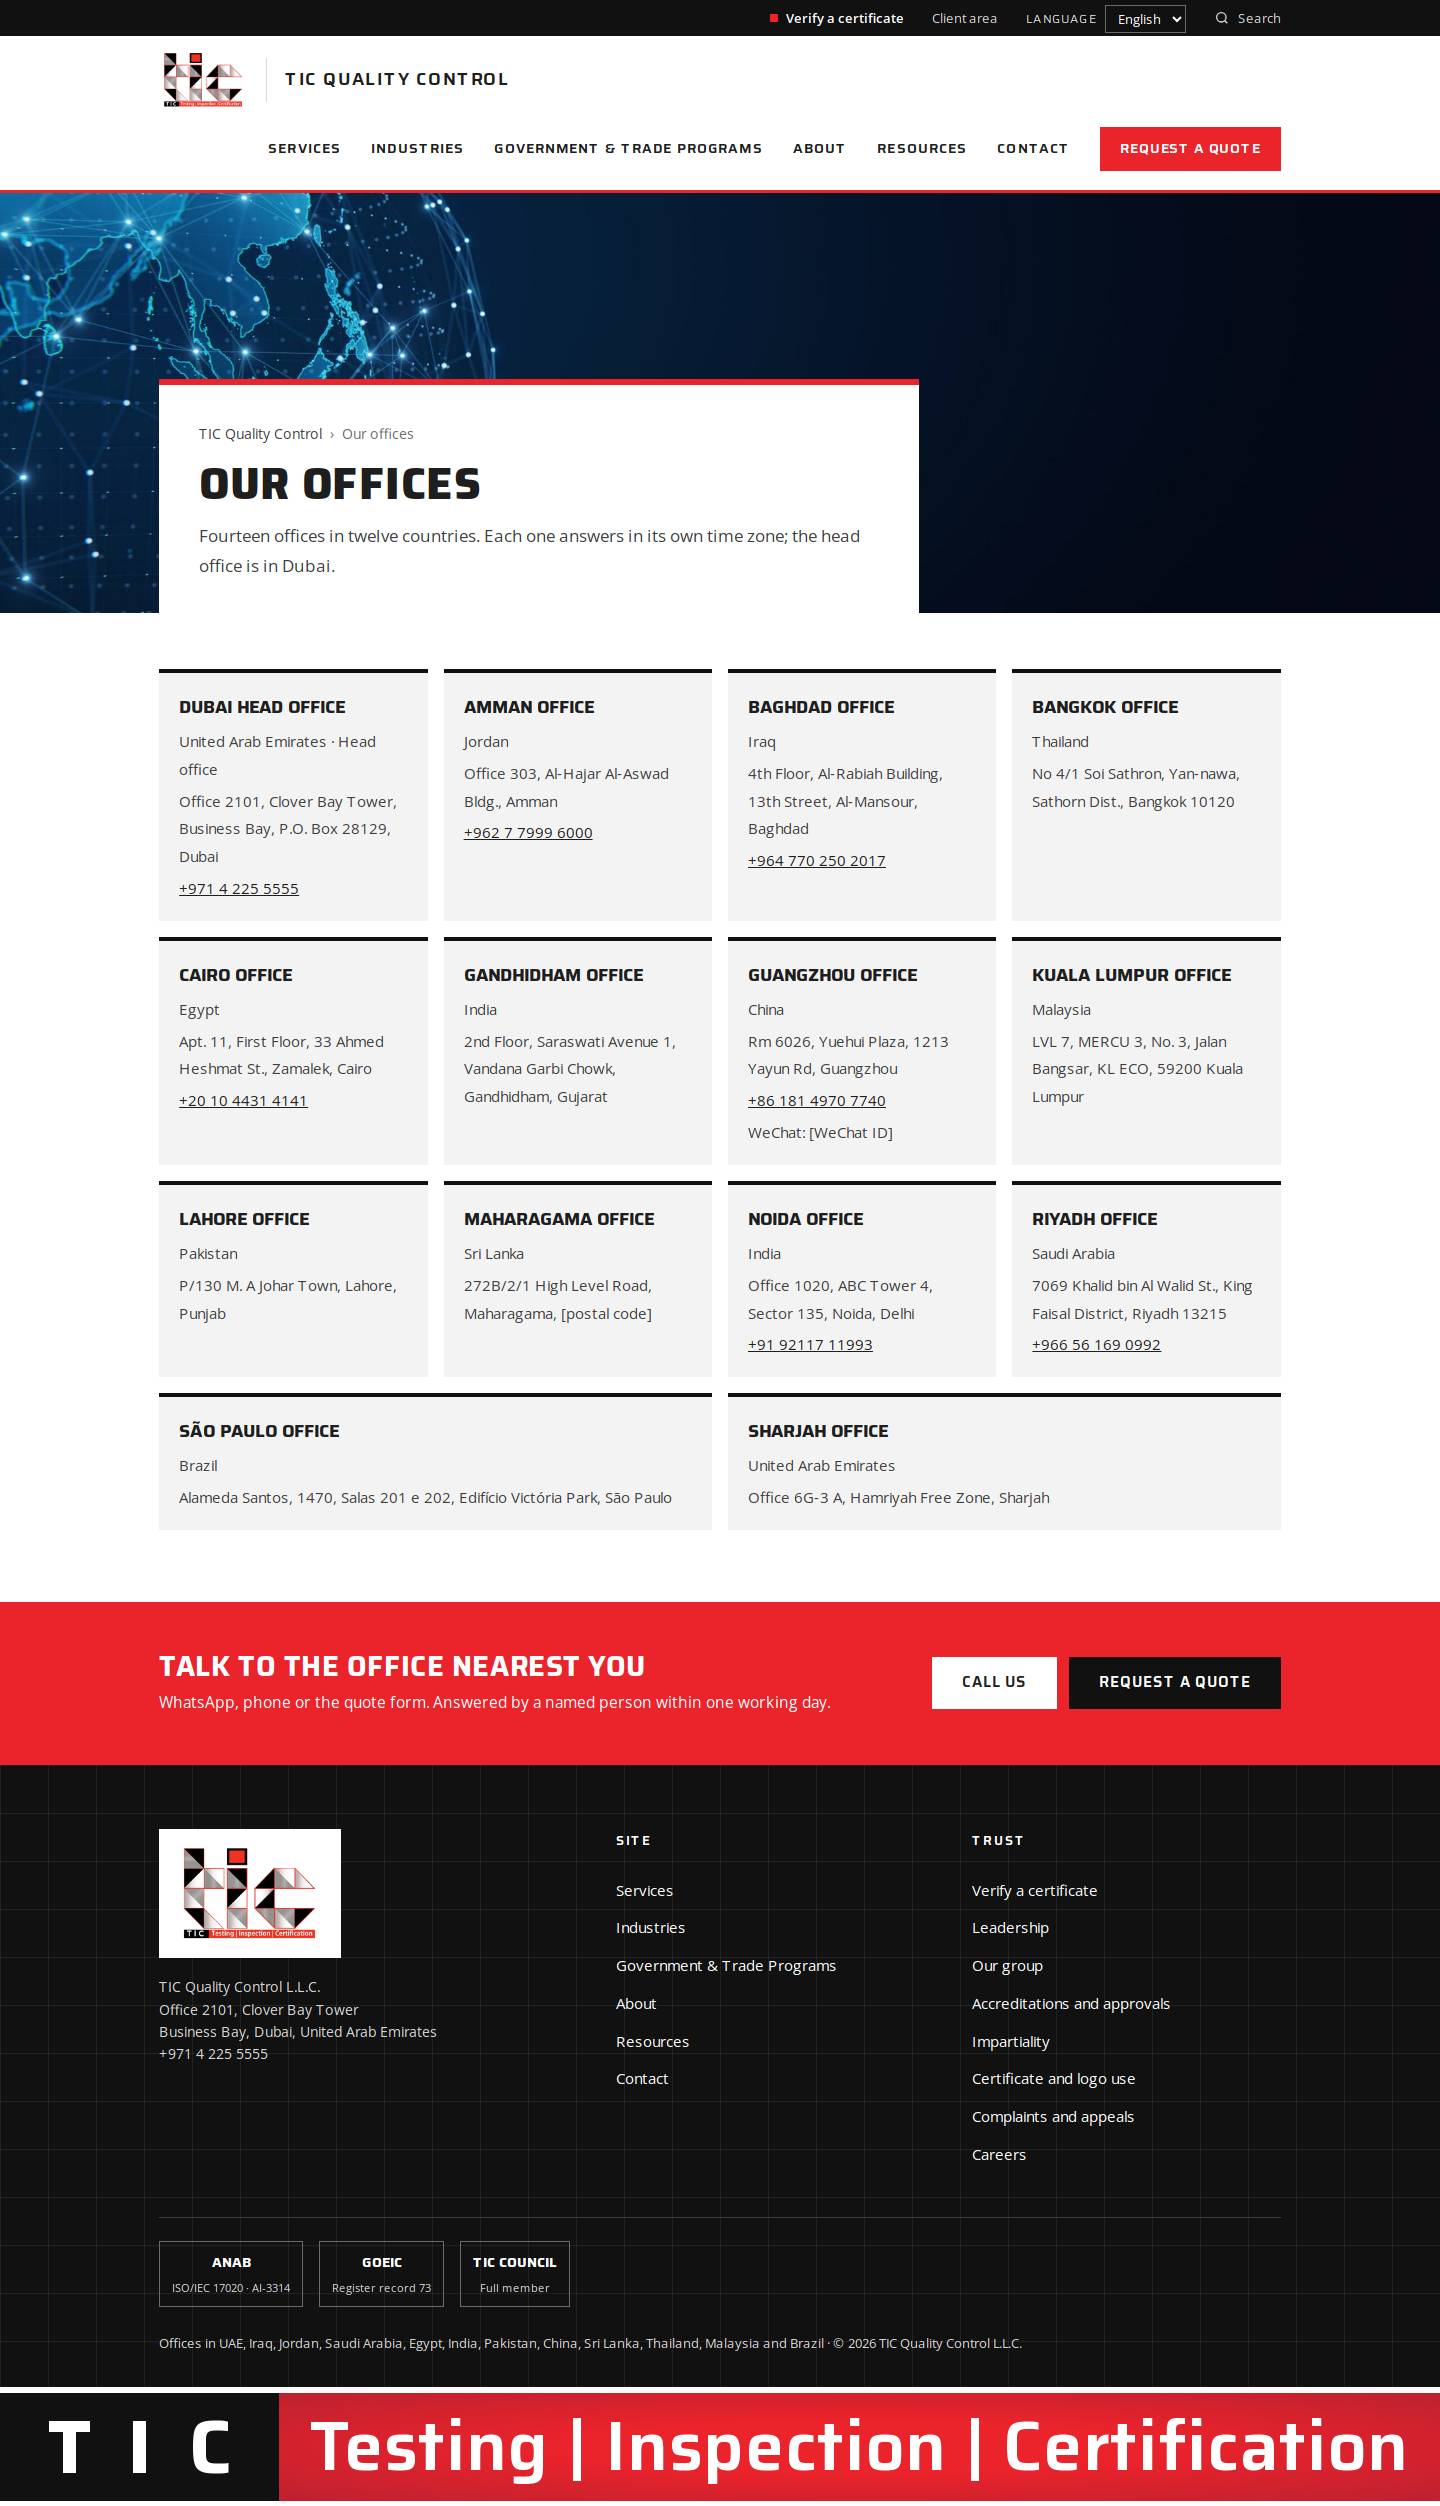 Verify a certificate
Client area
LANGUAGE English
Search
tic
TIC Testing | Inspection | Certification
TIC QUALITY CONTROL
SERVICES INDUSTRIES GOVERNMENT & TRADE PROGRAMS ABOUT RESOURCES CONTACT REQUEST A QUOTE
TIC Quality Control › Our offices
OUR OFFICES
Fourteen offices in twelve countries. Each one answers in its own time zone; the head
office is in Dubai.
DUBAI HEAD OFFICE
United Arab Emirates · Head
office
Office 2101, Clover Bay Tower,
Business Bay, P.O. Box 28129,
Dubai
+971 4 225 5555
AMMAN OFFICE
Jordan
Office 303, Al-Hajar Al-Aswad
Bldg., Amman
+962 7 7999 6000
BAGHDAD OFFICE
Iraq
4th Floor, Al-Rabiah Building,
13th Street, Al-Mansour,
Baghdad
+964 770 250 2017
BANGKOK OFFICE
Thailand
No 4/1 Soi Sathron, Yan-nawa,
Sathorn Dist., Bangkok 10120
CAIRO OFFICE
Egypt
Apt. 11, First Floor, 33 Ahmed
Heshmat St., Zamalek, Cairo
+20 10 4431 4141
GANDHIDHAM OFFICE
India
2nd Floor, Saraswati Avenue 1,
Vandana Garbi Chowk,
Gandhidham, Gujarat
GUANGZHOU OFFICE
China
Rm 6026, Yuehui Plaza, 1213
Yayun Rd, Guangzhou
+86 181 4970 7740
WeChat: [WeChat ID]
KUALA LUMPUR OFFICE
Malaysia
LVL 7, MERCU 3, No. 3, Jalan
Bangsar, KL ECO, 59200 Kuala
Lumpur
LAHORE OFFICE
Pakistan
P/130 M. A Johar Town, Lahore,
Punjab
MAHARAGAMA OFFICE
Sri Lanka
272B/2/1 High Level Road,
Maharagama, [postal code]
NOIDA OFFICE
India
Office 1020, ABC Tower 4,
Sector 135, Noida, Delhi
+91 92117 11993
RIYADH OFFICE
Saudi Arabia
7069 Khalid bin Al Walid St., King
Faisal District, Riyadh 13215
+966 56 169 0992
SÃO PAULO OFFICE
Brazil
Alameda Santos, 1470, Salas 201 e 202, Edifício Victória Park, São Paulo
SHARJAH OFFICE
United Arab Emirates
Office 6G-3 A, Hamriyah Free Zone, Sharjah
TALK TO THE OFFICE NEAREST YOU
WhatsApp, phone or the quote form. Answered by a named person within one working day.
CALL US
REQUEST A QUOTE
tic
TIC Testing | Inspection | Certification
TIC Quality Control L.L.C.
Office 2101, Clover Bay Tower
Business Bay, Dubai, United Arab Emirates
+971 4 225 5555
SITE
Services
Industries
Government & Trade Programs
About
Resources
Contact
TRUST
Verify a certificate
Leadership
Our group
Accreditations and approvals
Impartiality
Certificate and logo use
Complaints and appeals
Careers
ANAB
ISO/IEC 17020 · AI-3314
GOEIC
Register record 73
TIC COUNCIL
Full member
Offices in UAE, Iraq, Jordan, Saudi Arabia, Egypt, India, Pakistan, China, Sri Lanka, Thailand, Malaysia and Brazil · © 2026 TIC Quality Control L.L.C.
TIC Testing | Inspection | Certification